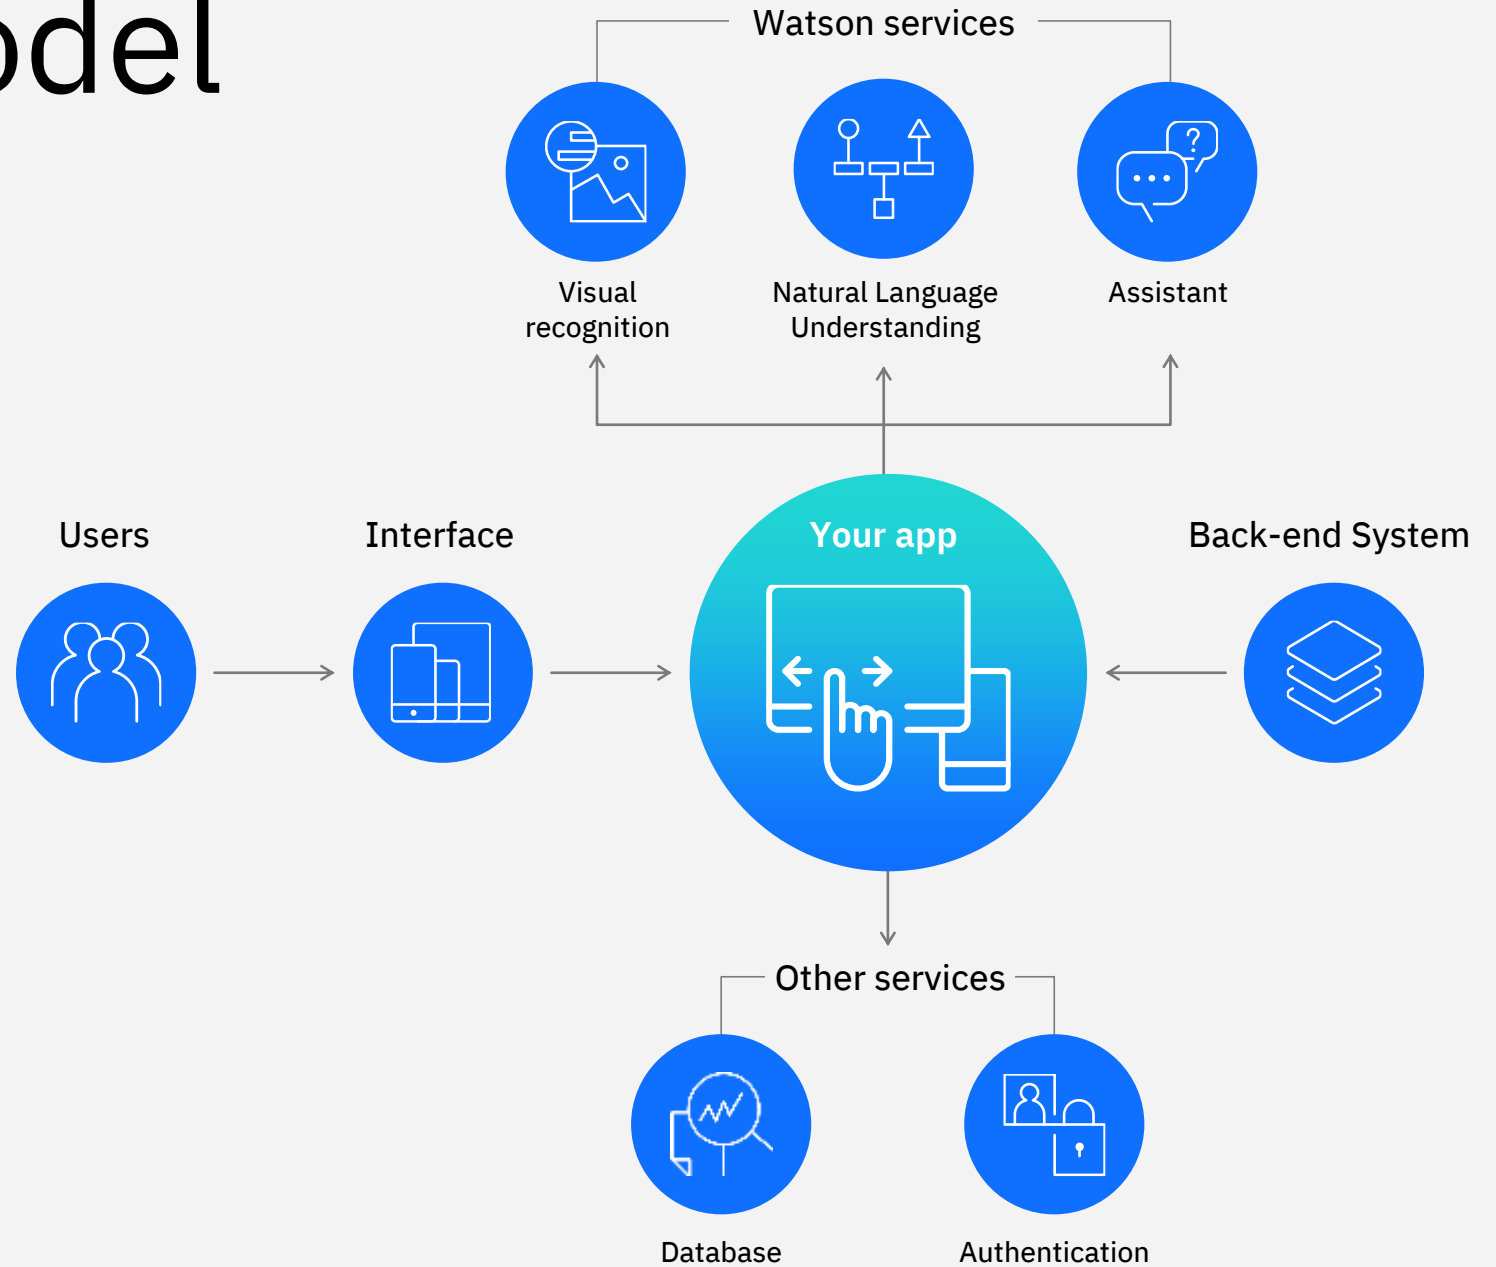 odel
Watson services
Visual
recognition
Natural Language
Understanding
Assistant
?
Users
Interface
Your app
Back-end System
Other services
Database
Authentication